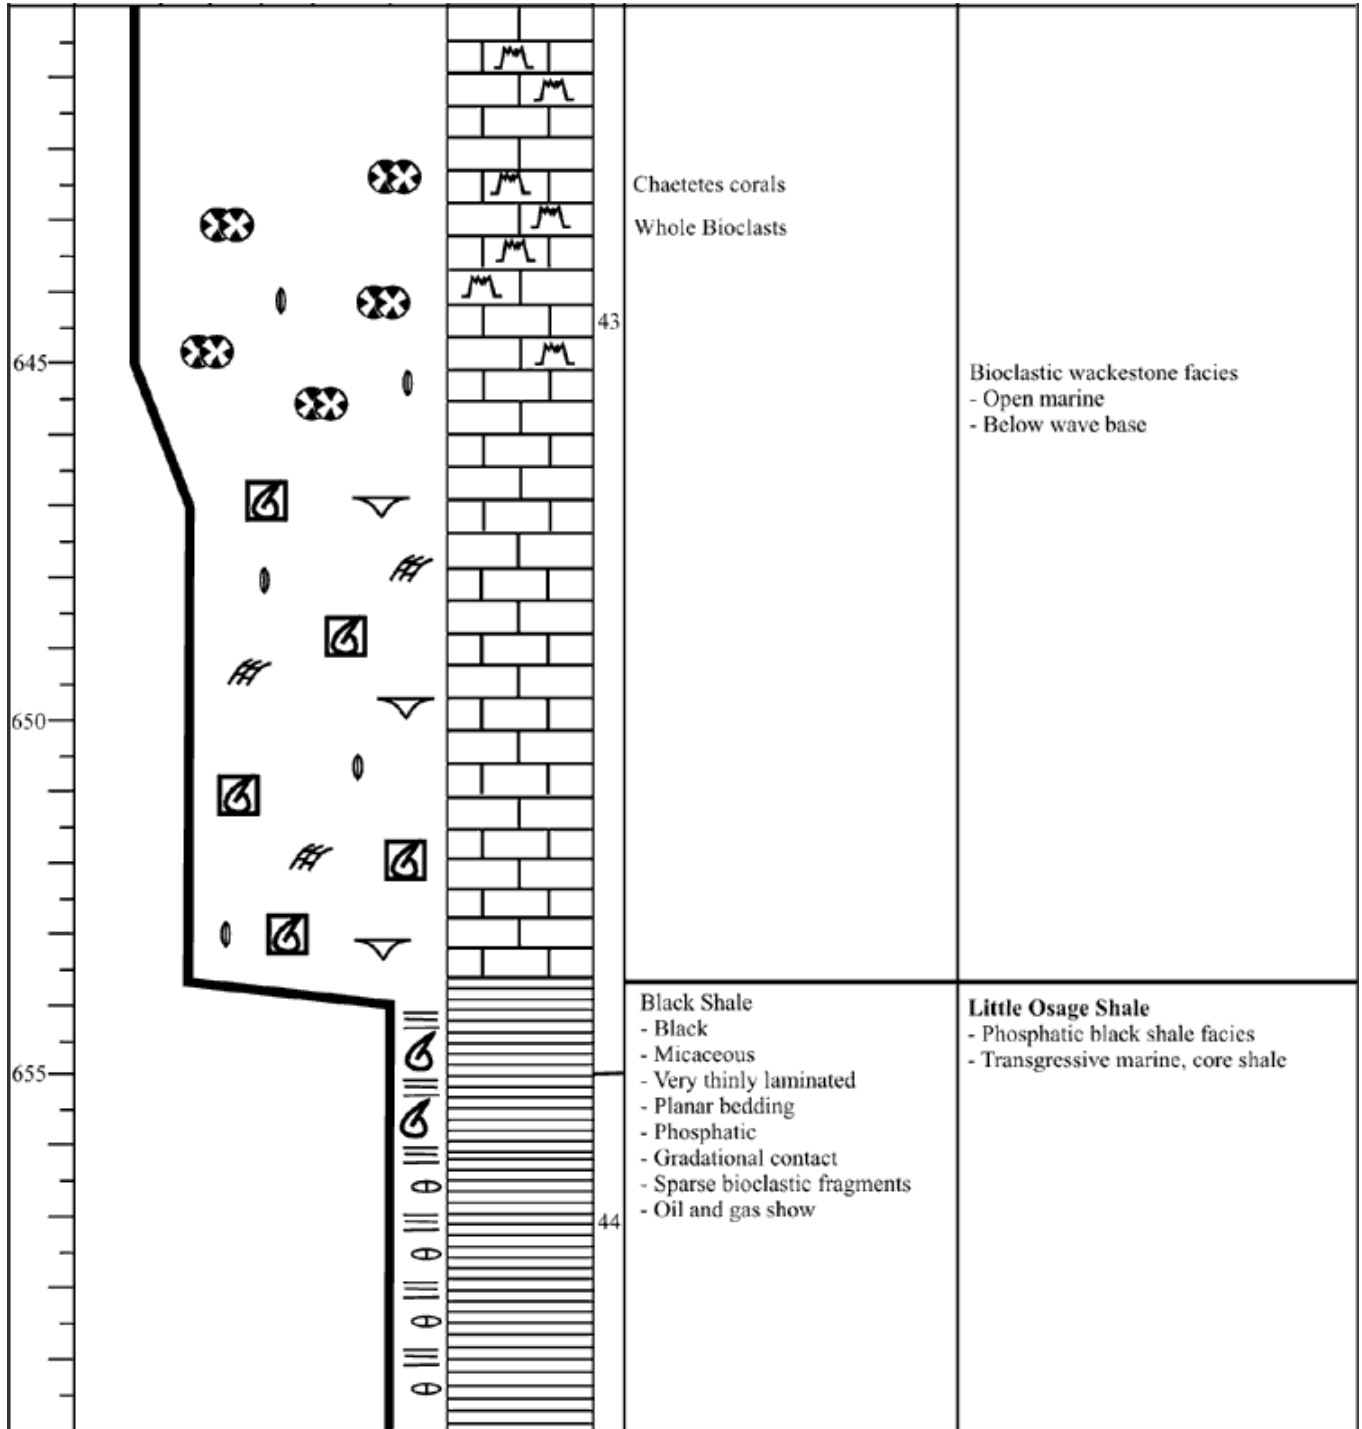 Chaetetes corals
Whole Bioclasts
43
645
Bioclastic wackestone facies
- Open marine
- Below wave base
650
Black Shale
- Black
- Micaceous
- Very thinly laminated
- Planar bedding
- Phosphatic
- Gradational contact
- Sparse bioclastic fragments
- Oil and gas show
Little Osage Shale
- Phosphatic black shale facies
- Transgressive marine, core shale
655
44